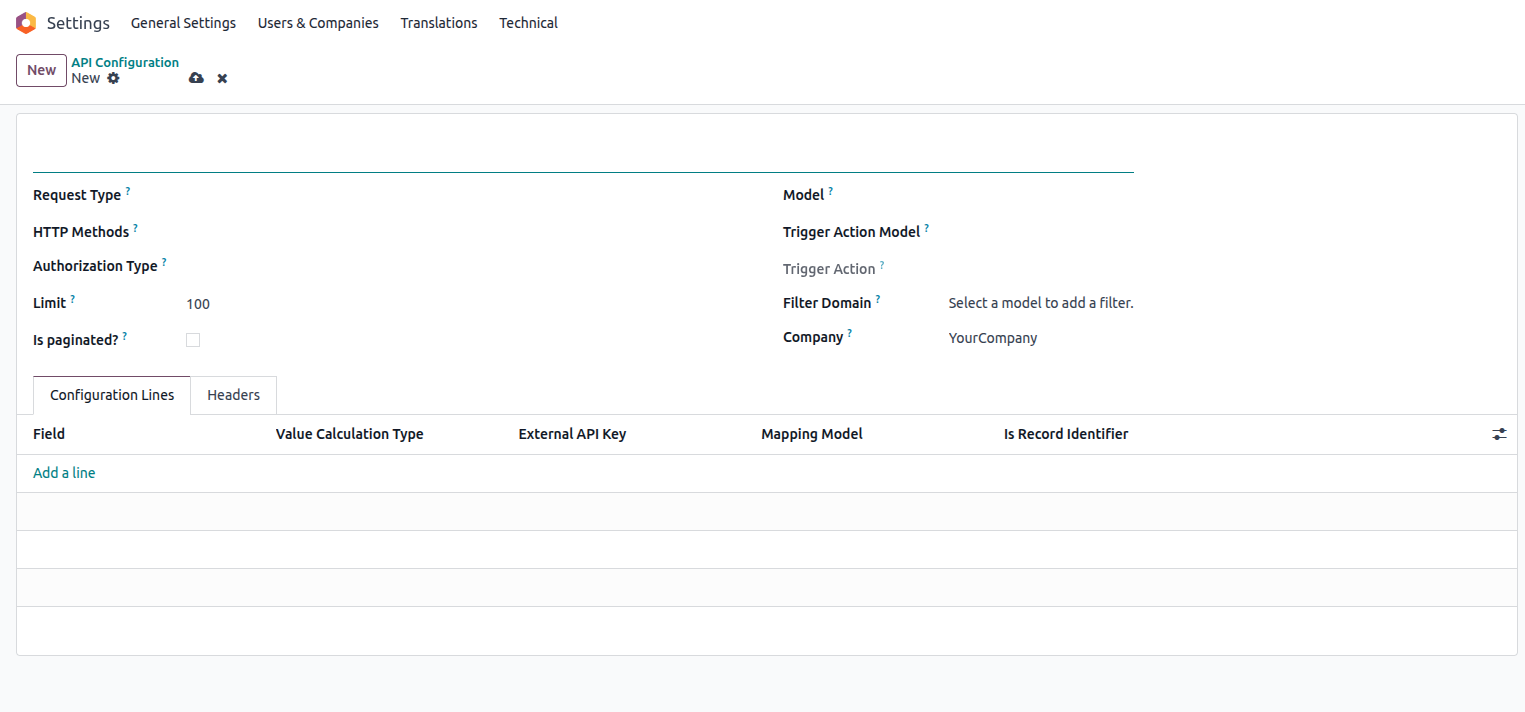 Settings General Settings Users & Companies Translations Technical
New API Configuration
New
Request Type ? Model ?
HTTP Methods ? Trigger Action Model ?
Authorization Type ? Trigger Action ?
Limit ? 100 Filter Domain ? Select a model to add a filter.
Is paginated? ? Company ? YourCompany
Configuration Lines Headers
Field Value Calculation Type External API Key Mapping Model Is Record Identifier
Add a line